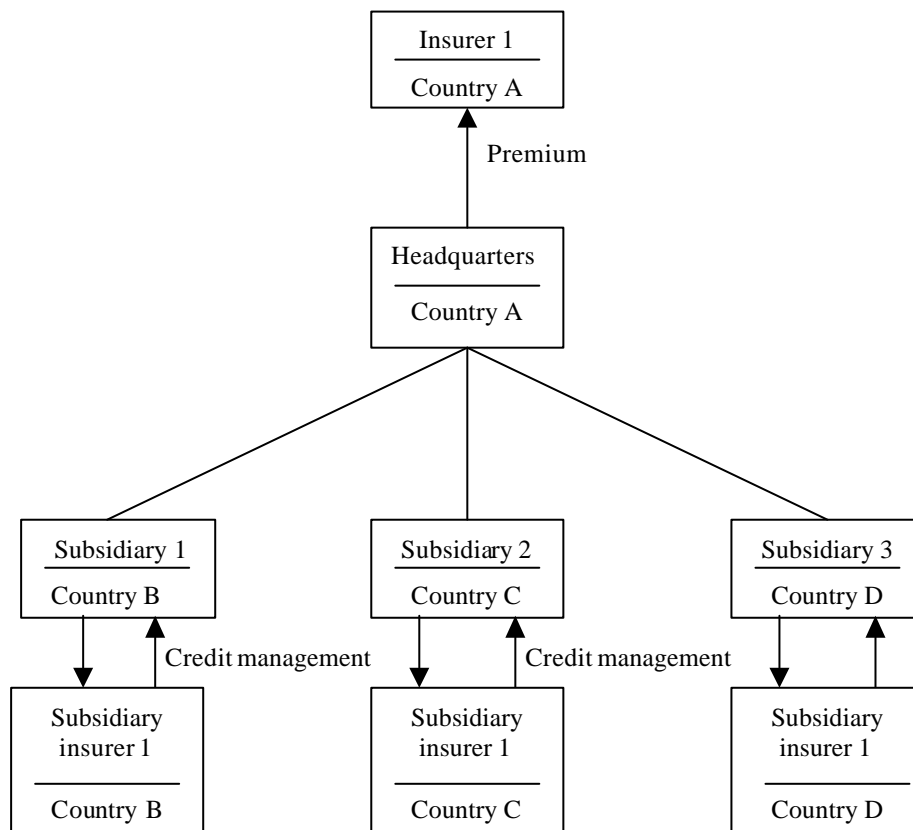 Insurer 1
Country A
Premium
Headquarters
Country A
Subsidiary 1
Country B
Subsidiary 2
Country C
Subsidiary 3
Country D
Credit management
Credit management
Subsidiary
insurer 1
Country B
Subsidiary
insurer 1
Country C
Subsidiary
insurer 1
Country D